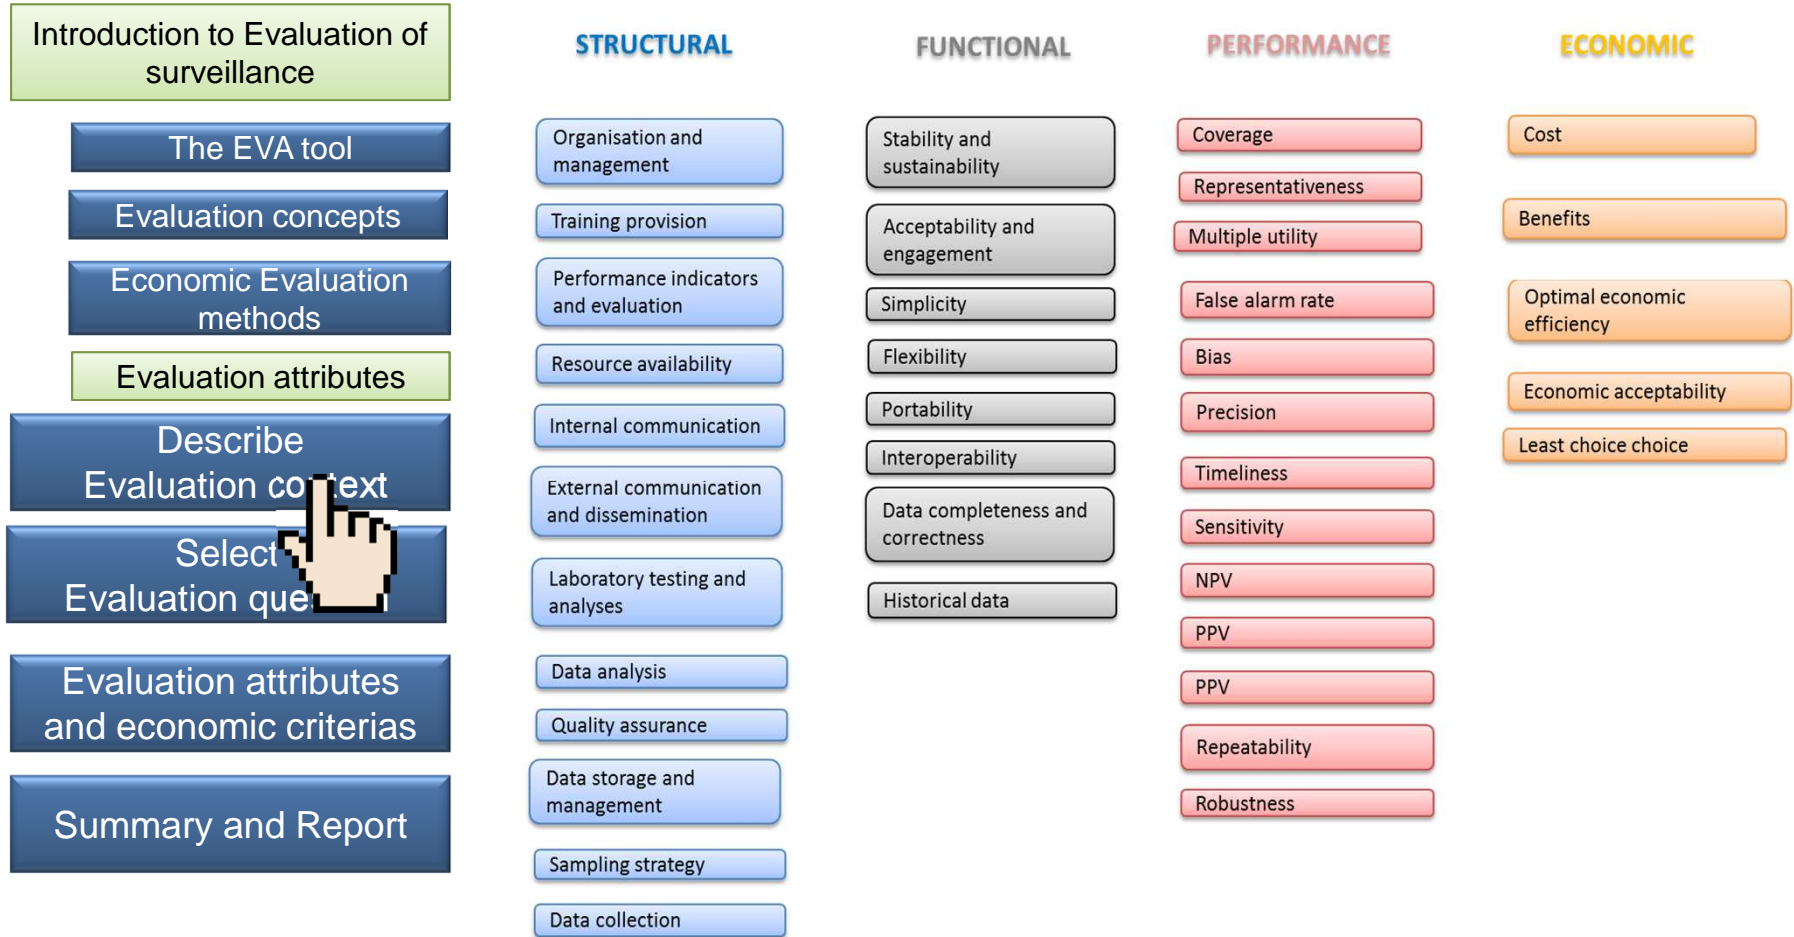 Introduction to Evaluation of
surveillance
The EVA tool
Evaluation concepts
Economic Evaluation
methods
Evaluation attributes
Describe
Evaluation context
Select
Evaluation
Evaluation attributes
and economic criterias
Summary and Report
STRUCTURAL
Organisation and
management
Training provision
Performance indicators
and evaluation
Resource availability
Internal communication
External communication
and dissemination
Laboratory testing and
analyses
Data analysis
Quality assurance
Data storage and
management
Sampling strategy
Data collection
FUNCTIONAL
Stability and
sustainability
Acceptability and
engagement
Simplicity
Flexibility
Portability
Interoperability
Data completeness and
correctness
Historical data
PERFORMANCE
Coverage
Representativeness
Multiple utility
False alarm rate
Bias
Precision
Timeliness
Sensitivity
NPV
PPV
PPV
Repeatability
Robustness
ECONOMIC
Cost
Benefits
Optimal economic
efficiency
Economic acceptability
Least choice choice